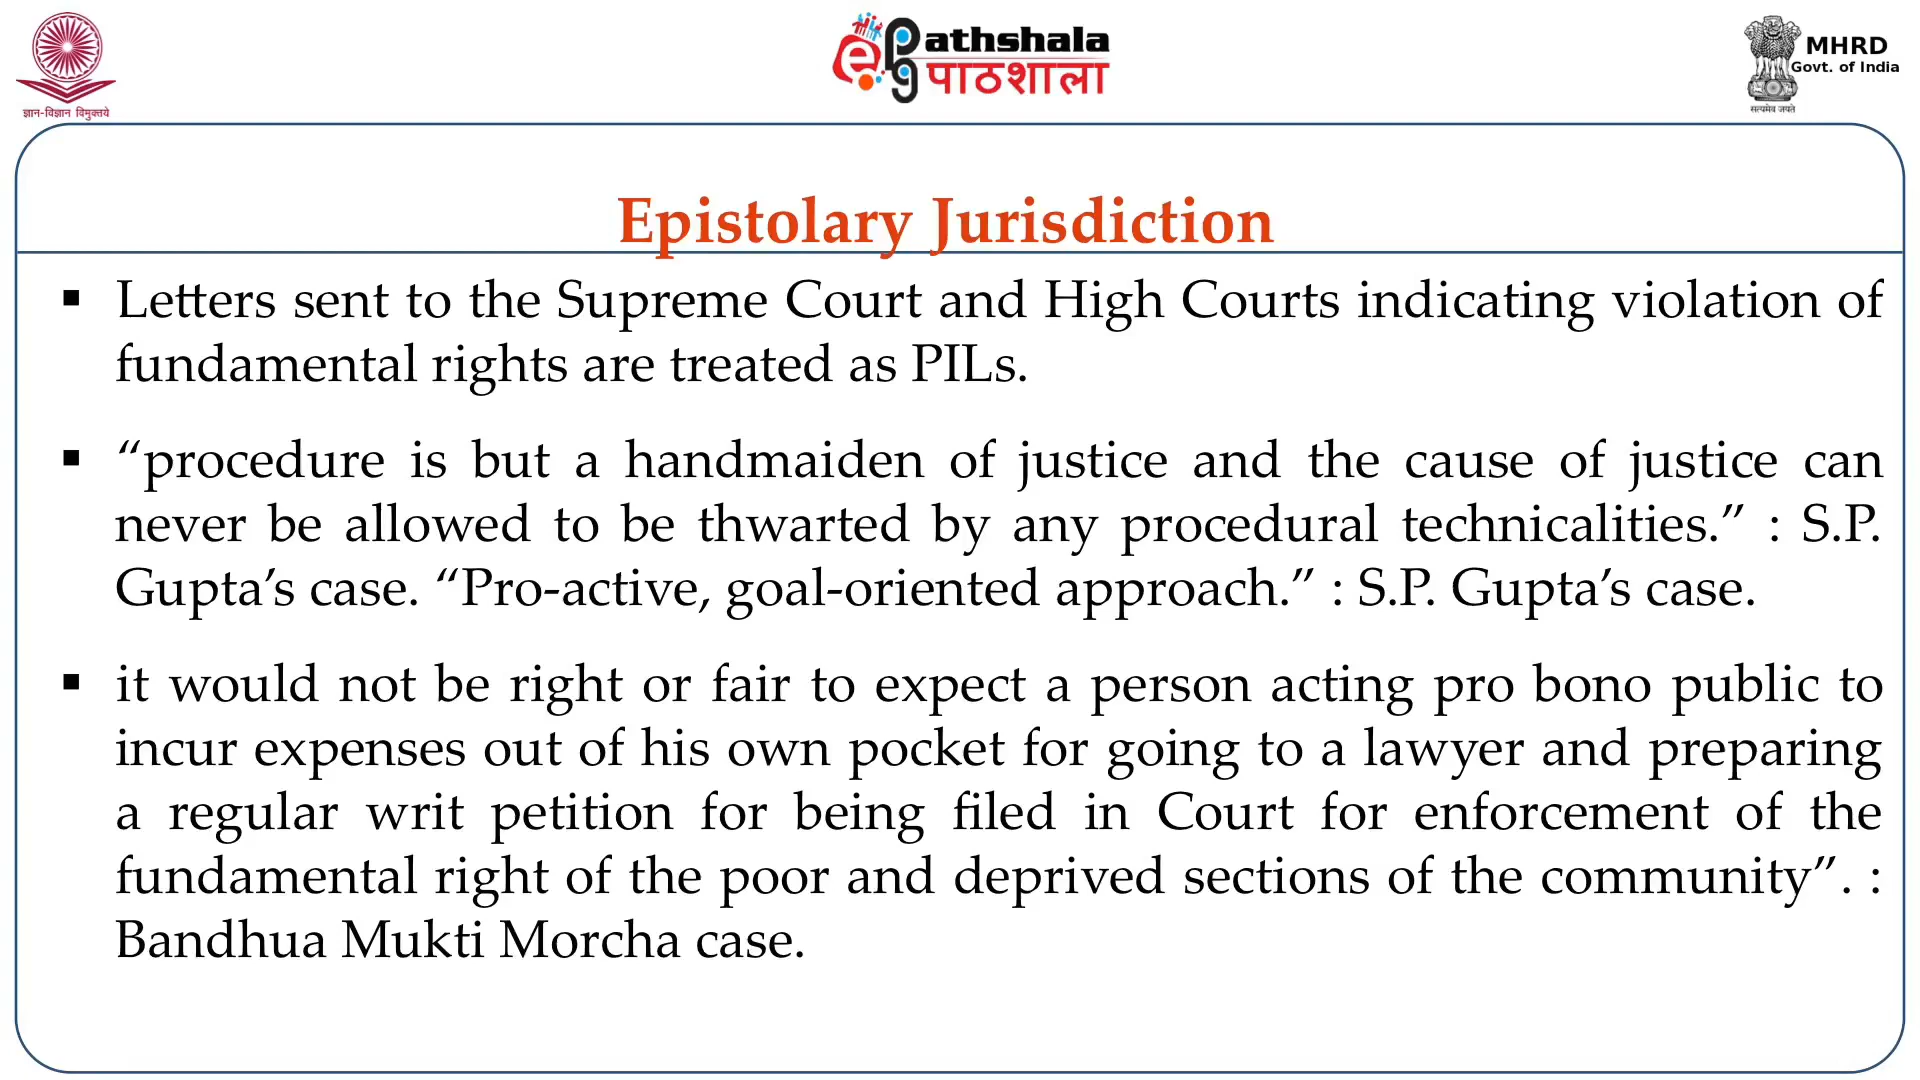 ज्ञान-विज्ञान विमुक्तये
e PG Pathshala
पाठशाला
MHRD
Govt. of India
सत्यमेव जयते
Epistolary Jurisdiction
▪ Letters sent to the Supreme Court and High Courts indicating violation of
fundamental rights are treated as PILs.
▪ “procedure is but a handmaiden of justice and the cause of justice can
never be allowed to be thwarted by any procedural technicalities.” : S.P.
Gupta’s case. “Pro-active, goal-oriented approach.” : S.P. Gupta’s case.
▪ it would not be right or fair to expect a person acting pro bono public to
incur expenses out of his own pocket for going to a lawyer and preparing
a regular writ petition for being filed in Court for enforcement of the
fundamental right of the poor and deprived sections of the community”. :
Bandhua Mukti Morcha case.